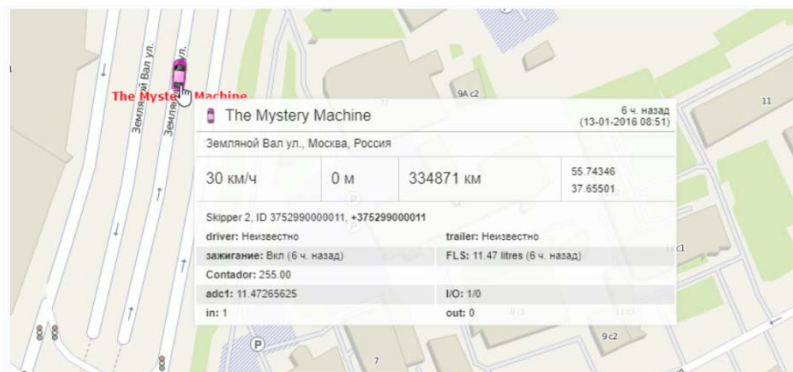 Земляной Вал ул.
ул.
Земляной
9А с2
11
The Mystery Machine
The Mystery Machine
6 ч. назад
(13-01-2016 08:51)
Земляной Вал ул., Москва, Россия
30 км/ч 0 м 334871 км 55.74346
37.65501
Skipper 2, ID 3752990000011, +375299000011
driver: Неизвестно trailer: Неизвестно
зажигание: Вкл (6 ч. назад) FLS: 11.47 litres (6 ч. назад)
Contador: 255.00
adc1: 11.47265625 I/O: 1/0
in: 1 out: 0
9 с2
P
7